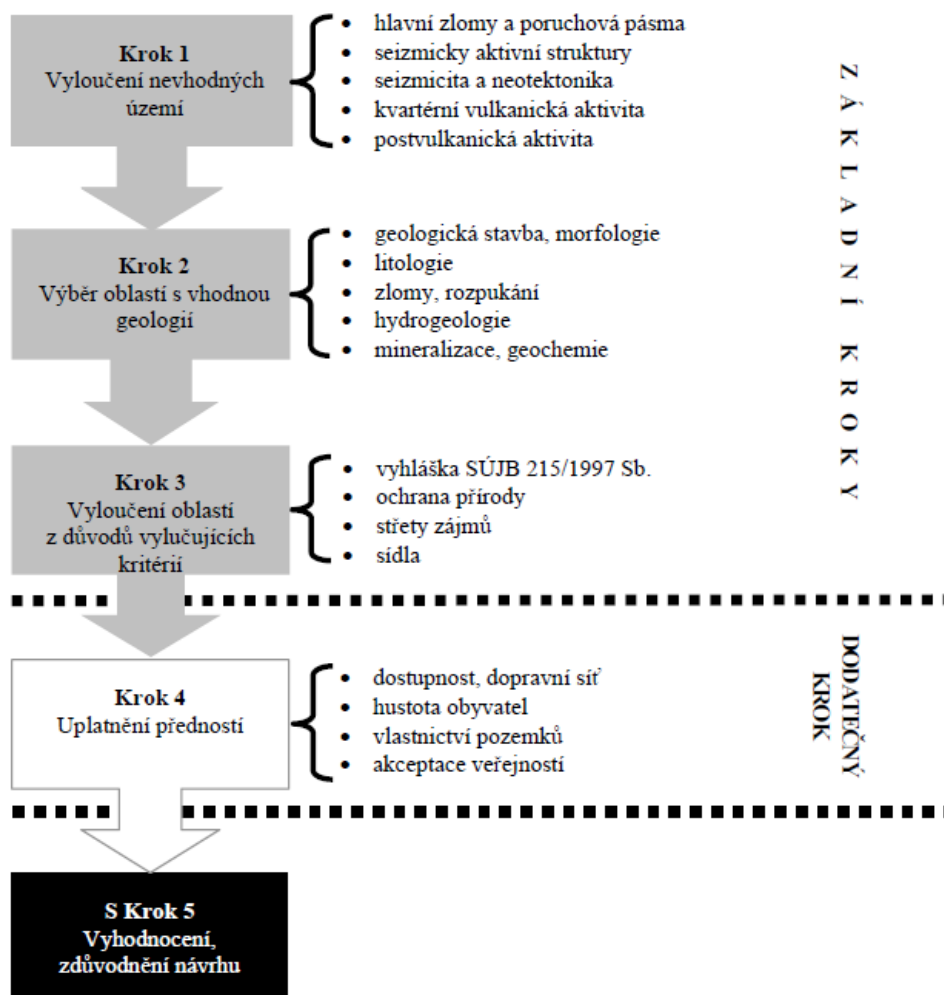 Krok 1
Vyloučení nevhodných
území
• hlavní zlomy a poruchová pásma
• seizmicky aktivní struktury
• seizmicita a neotektonika
• kvartérní vulkanická aktivita
• postvulkanická aktivita
Krok 2
Výběr oblastí s vhodnou
geologií
• geologická stavba, morfologie
• litologie
• zlomy, rozpukání
• hydrogeologie
• mineralizace, geochemie
Krok 3
Vyloučení oblastí
z důvodů vylučujících
kritérií
• vyhláška SÚJB 215/1997 Sb.
• ochrana přírody
• střety zájmů
• sídla
ZÁKLADNÍ KROKY
Krok 4
Uplatnění předností
• dostupnost, dopravní síť
• hustota obyvatel
• vlastnictví pozemků
• akceptace veřejností
DODATEČNÝ
KROK
S Krok 5
Vyhodnocení,
zdůvodnění návrhu